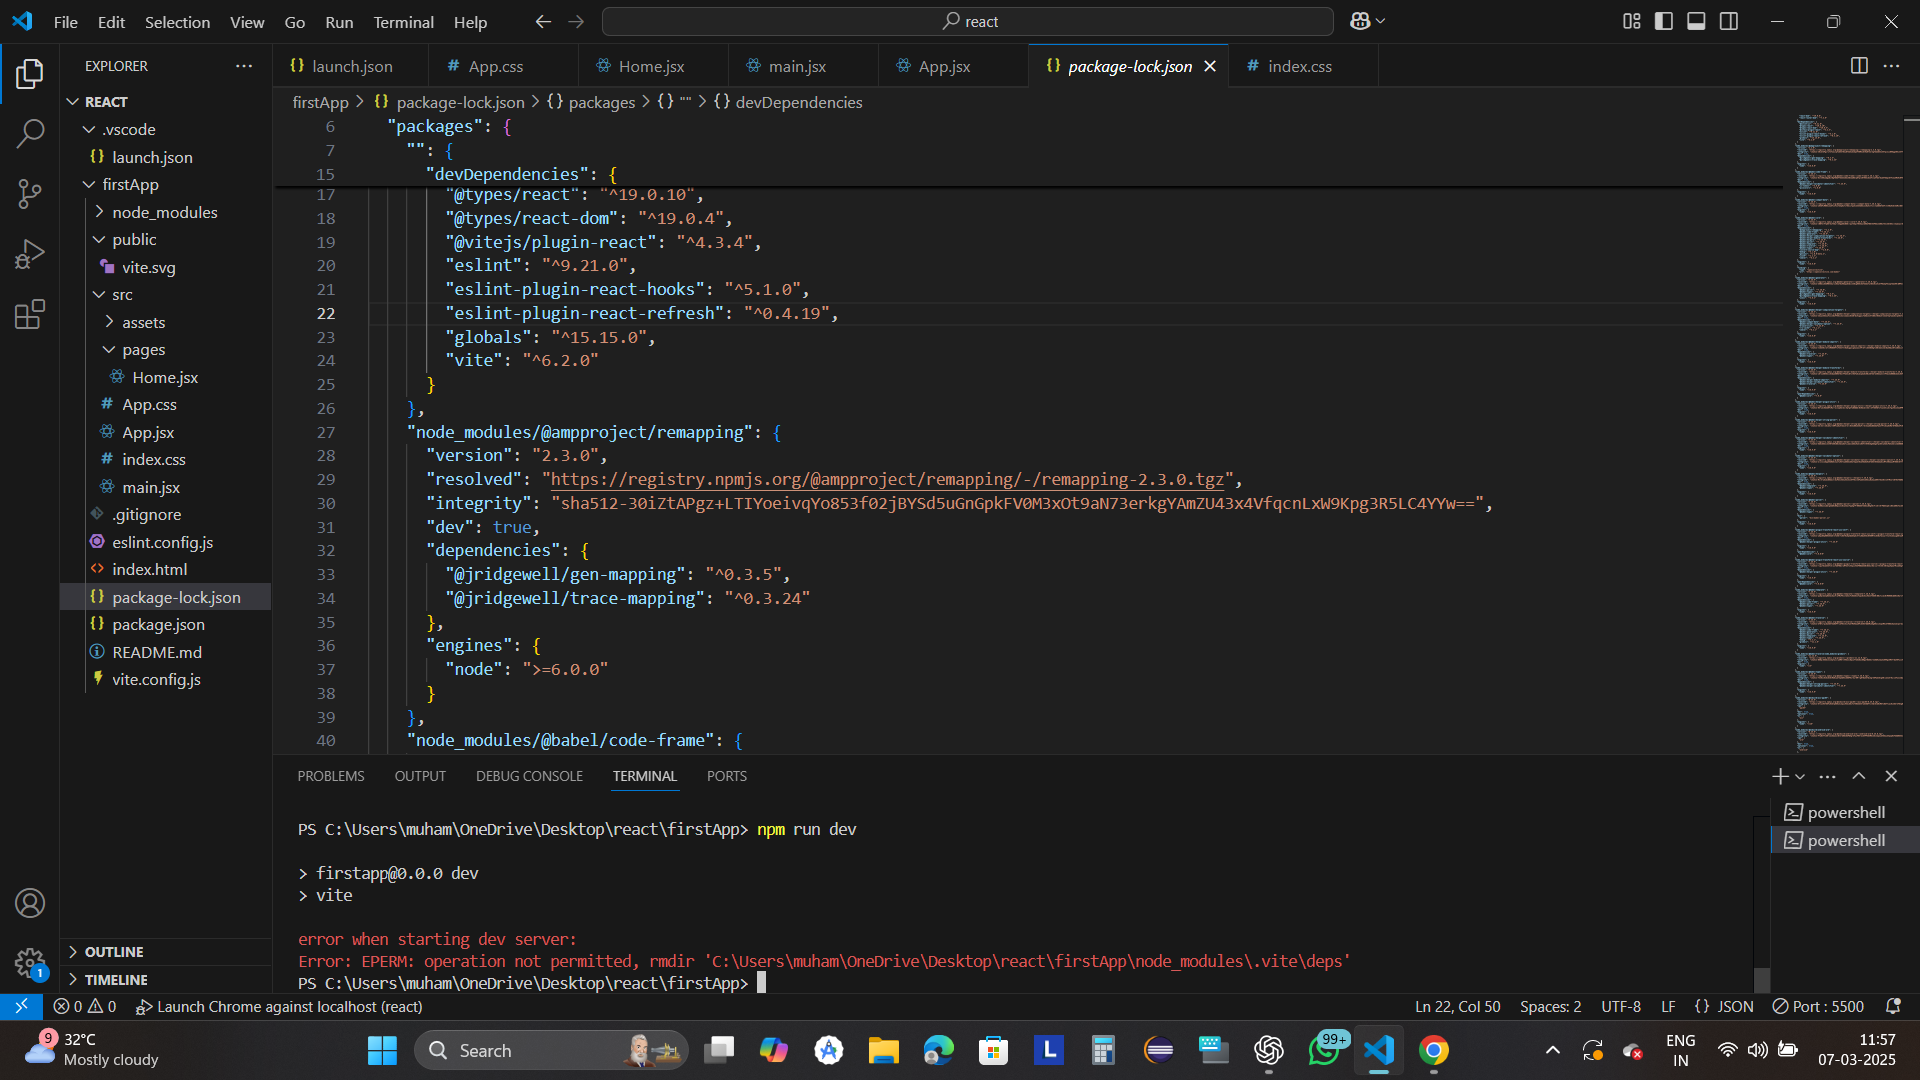 File Edit Selection View Go Run Terminal Help
react
EXPLORER
launch.json
App.css
Home.jsx
main.jsx
App.jsx
package-lock.json
index.css
REACT
.vscode
launch.json
firstApp
node_modules
public
vite.svg
src
assets
pages
Home.jsx
App.css
App.jsx
index.css
main.jsx
.gitignore
eslint.config.js
index.html
package-lock.json
package.json
README.md
vite.config.js
OUTLINE
TIMELINE
firstApp > {} package-lock.json > {} packages > {} "" > {} devDependencies
6 "packages": {
7 "": {
15 "devDependencies": {
17 "@types/react": "^19.0.10",
18 "@types/react-dom": "^19.0.4",
19 "@vitejs/plugin-react": "^4.3.4",
20 "eslint": "^9.21.0",
21 "eslint-plugin-react-hooks": "^5.1.0",
22 "eslint-plugin-react-refresh": "^0.4.19",
23 "globals": "^15.15.0",
24 "vite": "^6.2.0"
25 }
26 },
27 "node_modules/@ampproject/remapping": {
28 "version": "2.3.0",
29 "resolved": "https://registry.npmjs.org/@ampproject/remapping/-/remapping-2.3.0.tgz",
30 "integrity": "sha512-30iZtAPgz+LTIYoeivqYo853f02jBYSd5uGnGpkFV0M3xOt9aN73erkgYAmZU43x4VfqcnLxW9Kpg3R5LC4YYw==",
31 "dev": true,
32 "dependencies": {
33 "@jridgewell/gen-mapping": "^0.3.5",
34 "@jridgewell/trace-mapping": "^0.3.24"
35 },
36 "engines": {
37 "node": ">=6.0.0"
38 }
39 },
40 "node_modules/@babel/code-frame": {
PROBLEMS OUTPUT DEBUG CONSOLE TERMINAL PORTS
powershell
powershell
PS C:\Users\muham\OneDrive\Desktop\react\firstApp> npm run dev
> firstapp@0.0.0 dev
> vite
error when starting dev server:
Error: EPERM: operation not permitted, rmdir 'C:\Users\muham\OneDrive\Desktop\react\firstApp\node_modules\.vite\deps'
PS C:\Users\muham\OneDrive\Desktop\react\firstApp>
1
0 0 Launch Chrome against localhost (react)
Ln 22, Col 50 Spaces: 2 UTF-8 LF {} JSON Port : 5500
9
32°C
Mostly cloudy
Search
L
99+
ENG
IN
11:57
07-03-2025